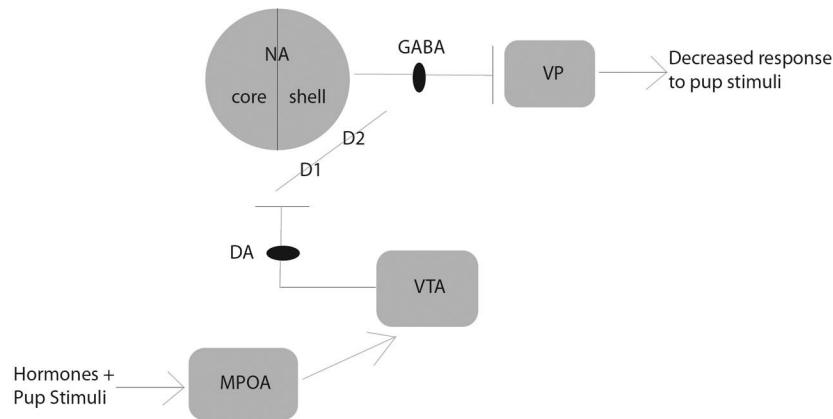 NA
core shell
GABA
VP
Decreased response
to pup stimuli
D2
D1
DA
VTA
Hormones +
Pup Stimuli
MPOA